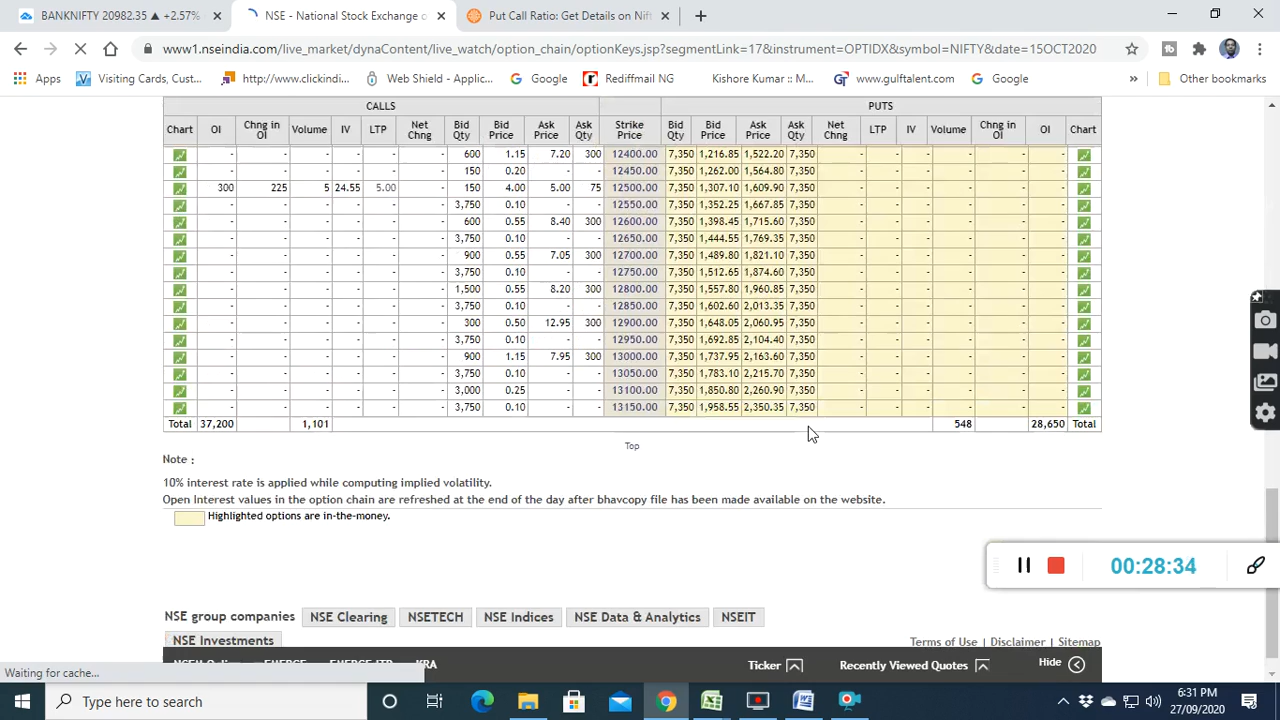 BANKNIFTY 20982.35 ▲ +2.57%
NSE - National Stock Exchange o
Put Call Ratio: Get Details on Nift
www1.nseindia.com/live_market/dynaContent/live_watch/option_chain/optionKeys.jsp?segmentLink=17&instrument=OPTIDX&symbol=NIFTY&date=15OCT2020
Apps Visiting Cards, Cust... http://www.clickindi... Web Shield - Applic... Google Rediffmail NG Kishore Kumar :: M... www.gulftalent.com Google » Other bookmarks
CALLS PUTS
Chart OI Chng in OI Volume IV LTP Net Chng Bid Qty Bid Price Ask Price Ask Qty Strike Price Bid Qty Bid Price Ask Price Ask Qty Net Chng LTP IV Volume Chng in OI OI Chart
- - - - - - 600 1.15 7.20 300 12400.00 7,350 1,216.85 1,522.20 7,350 - - - - - -
- - - - - - 150 0.20 - - 12450.00 7,350 1,262.00 1,564.80 7,350 - - - - - -
300 225 5 24.55 5.00 - 150 4.00 5.00 75 12500.00 7,350 1,307.10 1,609.90 7,350 - - - - - -
- - - - - - 3,750 0.10 - - 12550.00 7,350 1,352.25 1,667.85 7,350 - - - - - -
- - - - - - 600 0.55 8.40 300 12600.00 7,350 1,398.45 1,715.60 7,350 - - - - - -
- - - - - - 3,750 0.10 - - 12650.00 7,350 1,444.55 1,769.35 7,350 - - - - - -
- - - - - - 900 0.55 7.05 300 12700.00 7,350 1,489.80 1,821.10 7,350 - - - - - -
- - - - - - 3,750 0.10 - - 12750.00 7,350 1,512.65 1,874.60 7,350 - - - - - -
- - - - - - 1,500 0.55 8.20 300 12800.00 7,350 1,557.80 1,960.85 7,350 - - - - - -
- - - - - - 3,750 0.10 - - 12850.00 7,350 1,602.60 2,013.35 7,350 - - - - - -
- - - - - - 300 0.50 12.95 300 12900.00 7,350 1,648.05 2,060.95 7,350 - - - - - -
- - - - - - 3,750 0.10 - - 12950.00 7,350 1,692.85 2,104.40 7,350 - - - - - -
- - - - - - 900 1.15 7.95 300 13000.00 7,350 1,737.95 2,163.60 7,350 - - - - - -
- - - - - - 3,750 0.10 - - 13050.00 7,350 1,783.10 2,215.70 7,350 - - - - - -
- - - - - - 3,000 0.25 - - 13100.00 7,350 1,850.80 2,260.90 7,350 - - - - - -
- - - - - - 3,750 0.10 - - 13150.00 7,350 1,958.55 2,350.35 7,350 - - - - - -
Total 37,200 1,101 548 28,650 Total
Top
Note :
10% interest rate is applied while computing implied volatility.
Open Interest values in the option chain are refreshed at the end of the day after bhavcopy file has been made available on the website.
Highlighted options are in-the-money.
00:28:34
NSE group companies NSE Clearing NSETECH NSE Indices NSE Data & Analytics NSEIT
NSE Investments
Terms of Use | Disclaimer | Sitemap
KRA
Ticker Recently Viewed Quotes Hide
Waiting for cache...
Type here to search
6:31 PM
27/09/2020